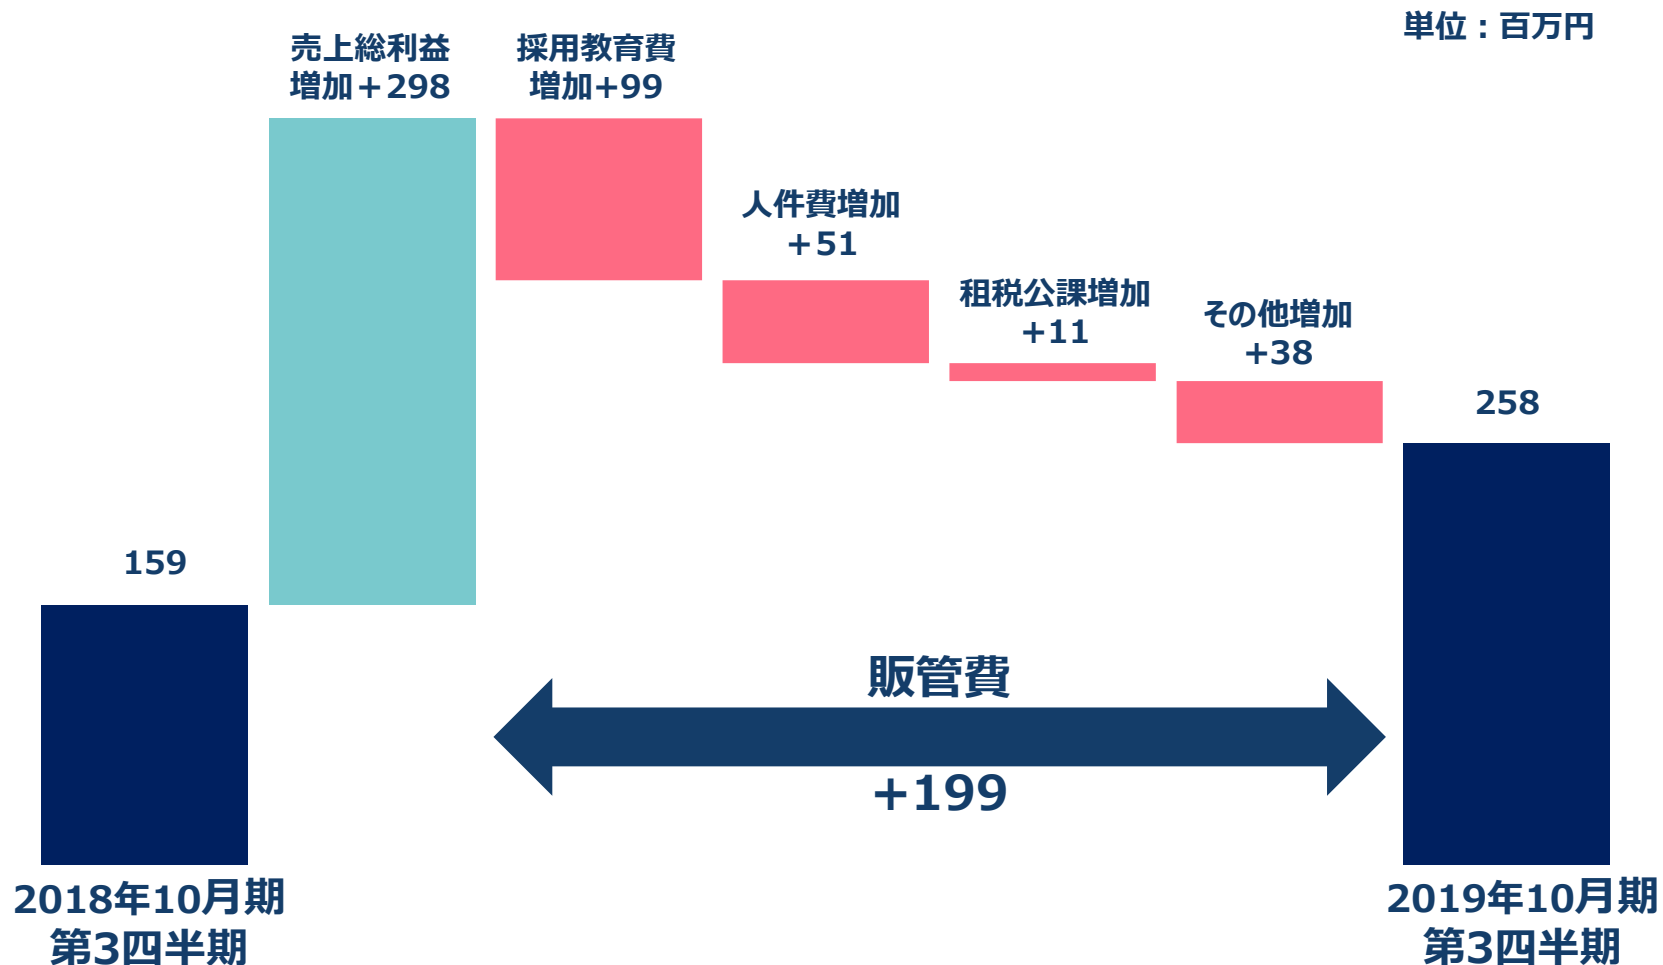 単位：百万円
売上総利益
増加＋298
採用教育費
増加+99
人件費増加
＋51
租税公課増加
+11
その他増加
+38
258
159
販管費
+199
2018年10月期
第3四半期
2019年10月期
第3四半期